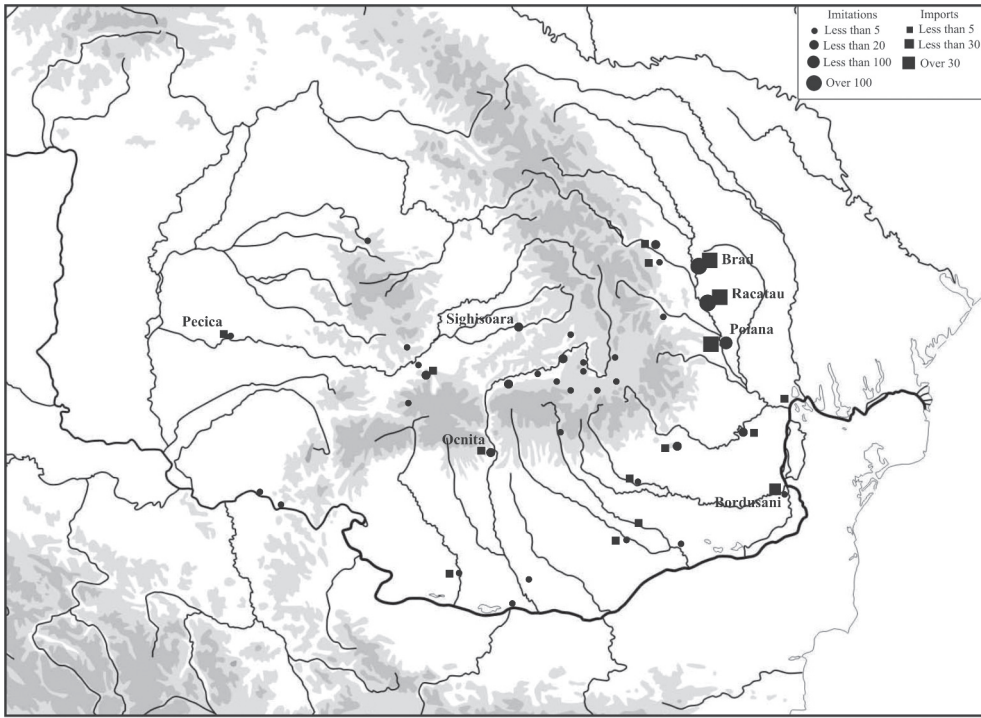 Imitations Imports
Less than 5 Less than 5
Less than 20 Less than 30
Less than 100 Over 30
Over 100
Brad
Racatau
Pecica
Sighisoara
Poiana
Ocnita
Bordusani